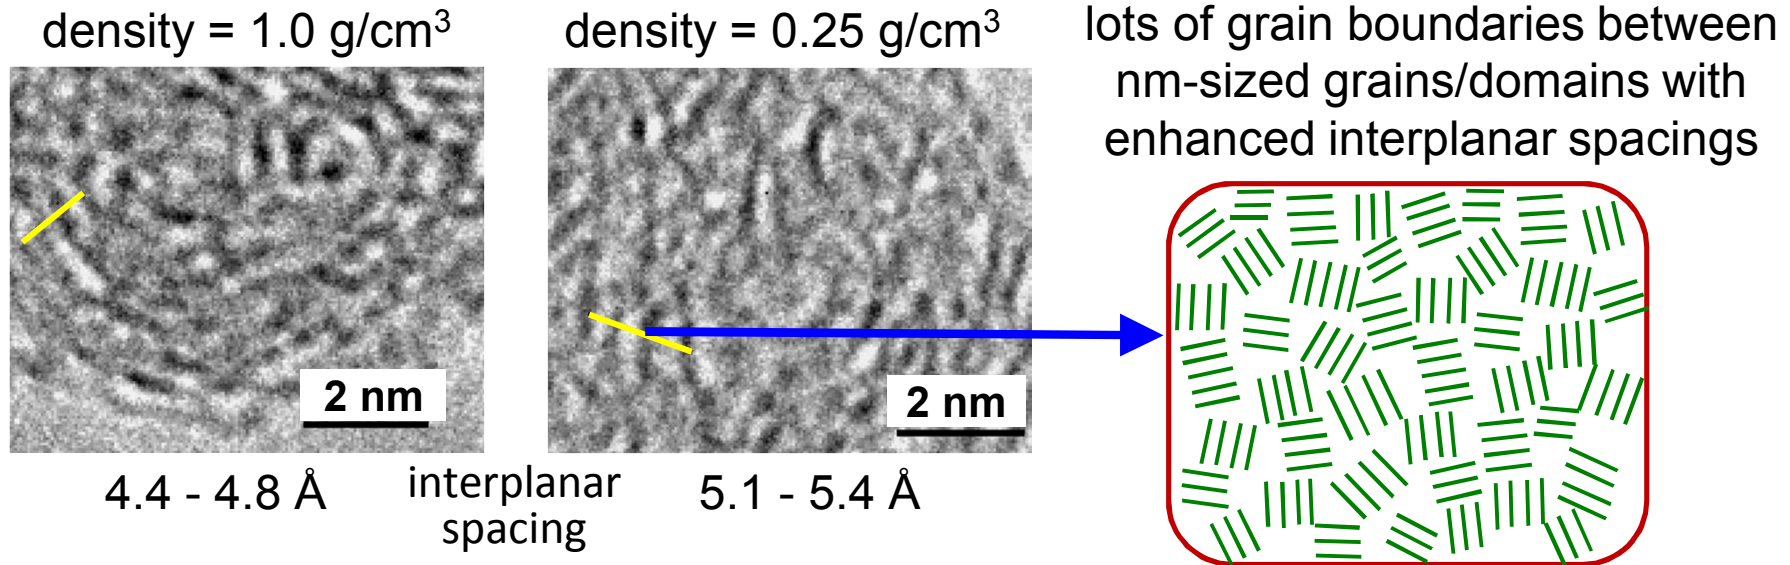 density = 1.0 g/cm³
density = 0.25 g/cm³
lots of grain boundaries between
nm-sized grains/domains with
enhanced interplanar spacings
2 nm
2 nm
4.4 - 4.8 Å
interplanar
spacing
5.1 - 5.4 Å